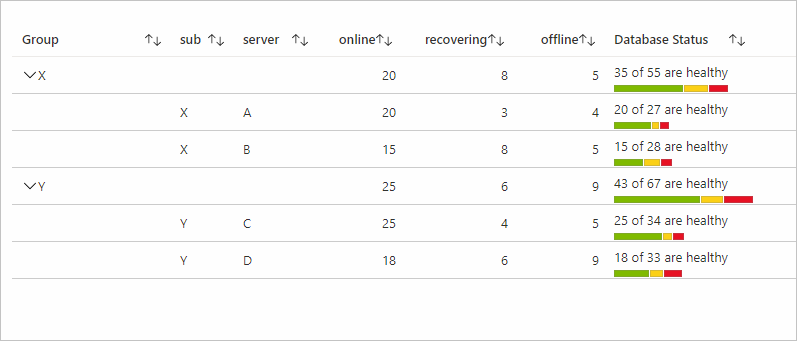 Group sub server online recovering offline Database Status
X 20 8 5 35 of 55 are healthy
X A 20 3 4 20 of 27 are healthy
X B 15 8 5 15 of 28 are healthy
Y 25 6 9 43 of 67 are healthy
Y C 25 4 5 25 of 34 are healthy
Y D 18 6 9 18 of 33 are healthy